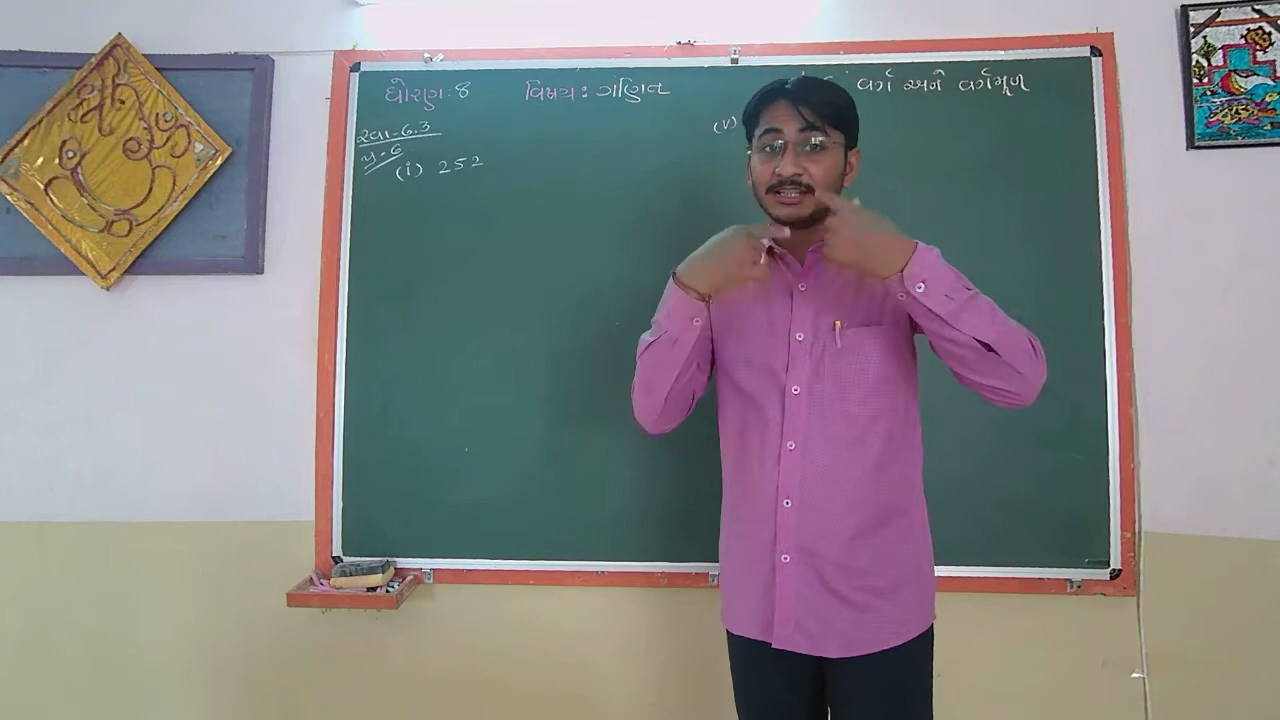 ધોરણ: 8 વિષય: ગણિત વર્ગ અને વર્ગમૂળ
સ્વા-6.3
પ્ર-6
(i) 252
(v)